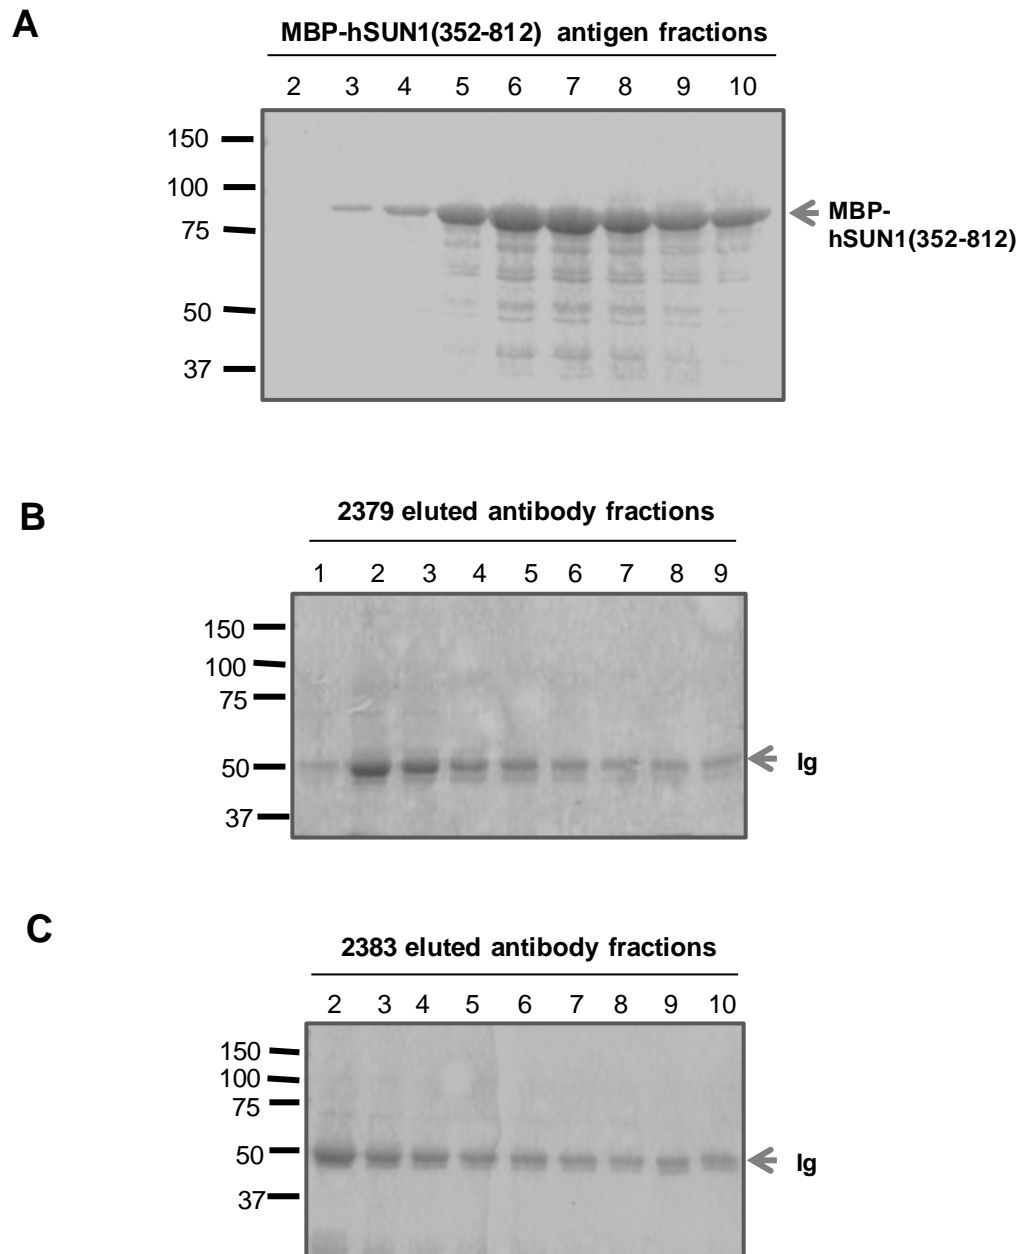 A
MBP-hSUN1(352-812) antigen fractions
2 3 4 5 6 7 8 9 10
150
100
75
50
37
MBP-
hSUN1(352-812)
B
2379 eluted antibody fractions
1 2 3 4 5 6 7 8 9
150
100
75
50
37
Ig
C
2383 eluted antibody fractions
2 3 4 5 6 7 8 9 10
150
100
75
50
37
Ig